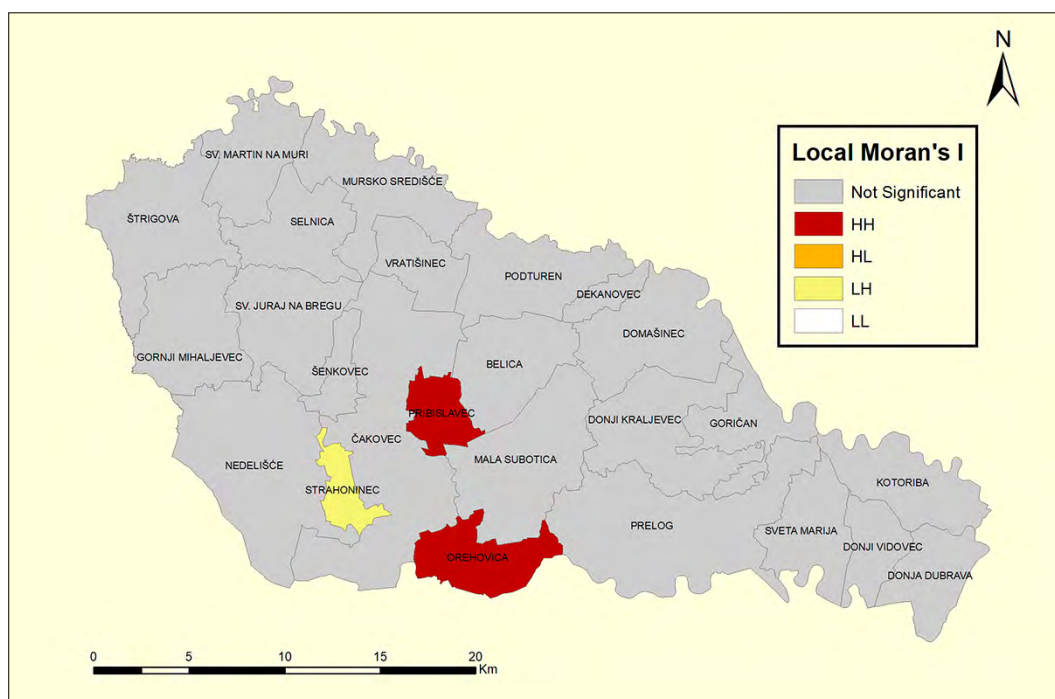 N
Local Moran's I
Not Significant
HH
HL
LH
LL
SV. MARTIN NA MURI
MURSKO SREDIŠĆE
ŠTRIGOVA
SELNICA
VRATIŠINEC
PODTUREN
DEKANOVEC
SV. JURAJ NA BREGU
DOMAŠINEC
GORNJI MIHALJEVEC
BELICA
ŠENKOVEC
PRIBISLAVEC
DONJI KRALJEVEC
GORIČAN
ČAKOVEC
MALA SUBOTICA
NEDELIŠĆE
KOTORIBA
STRAHONINEC
PRELOG
SVETA MARIJA
DONJI VIDOVEC
OREHOVICA
DONJA DUBRAVA
0 5 10 15 20
Km